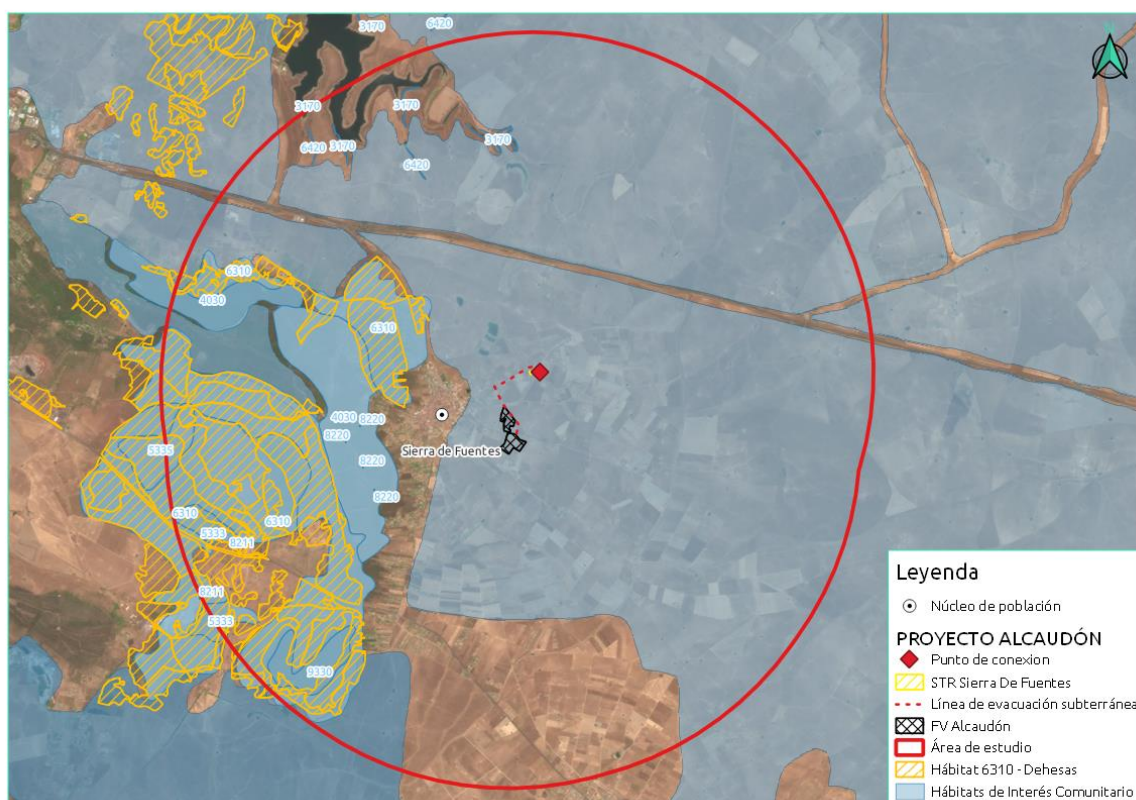 3170
6420
3170
3170
3170
6420
3170
6420
6310
4030
6310
4030
8220
8220
Sierra de Fuentes
5335
8220
8220
6310
6310
5333
8211
8211
5333
9330
Leyenda
Núcleo de población
PROYECTO ALCAUDÓN
Punto de conexion
STR Sierra De Fuentes
Línea de evacuación subterránea
FV Alcaudón
Área de estudio
Hábitat 6310 - Dehesas
Hábitats de Interés Comunitario